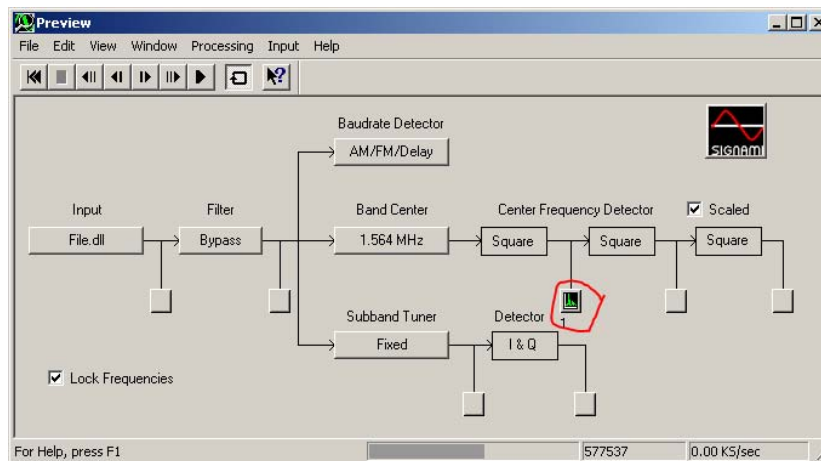 Preview
File Edit View Window Processing Input Help
Baudrate Detector
AM/FM/Delay
SIGNAMI
Input
Filter
Band Center
Center Frequency Detector
Scaled
File.dll
Bypass
1.564 MHz
Square
Square
Square
Subband Tuner
Detector
1
Fixed
I & Q
Lock Frequencies
For Help, press F1
577537
0.00 KS/sec